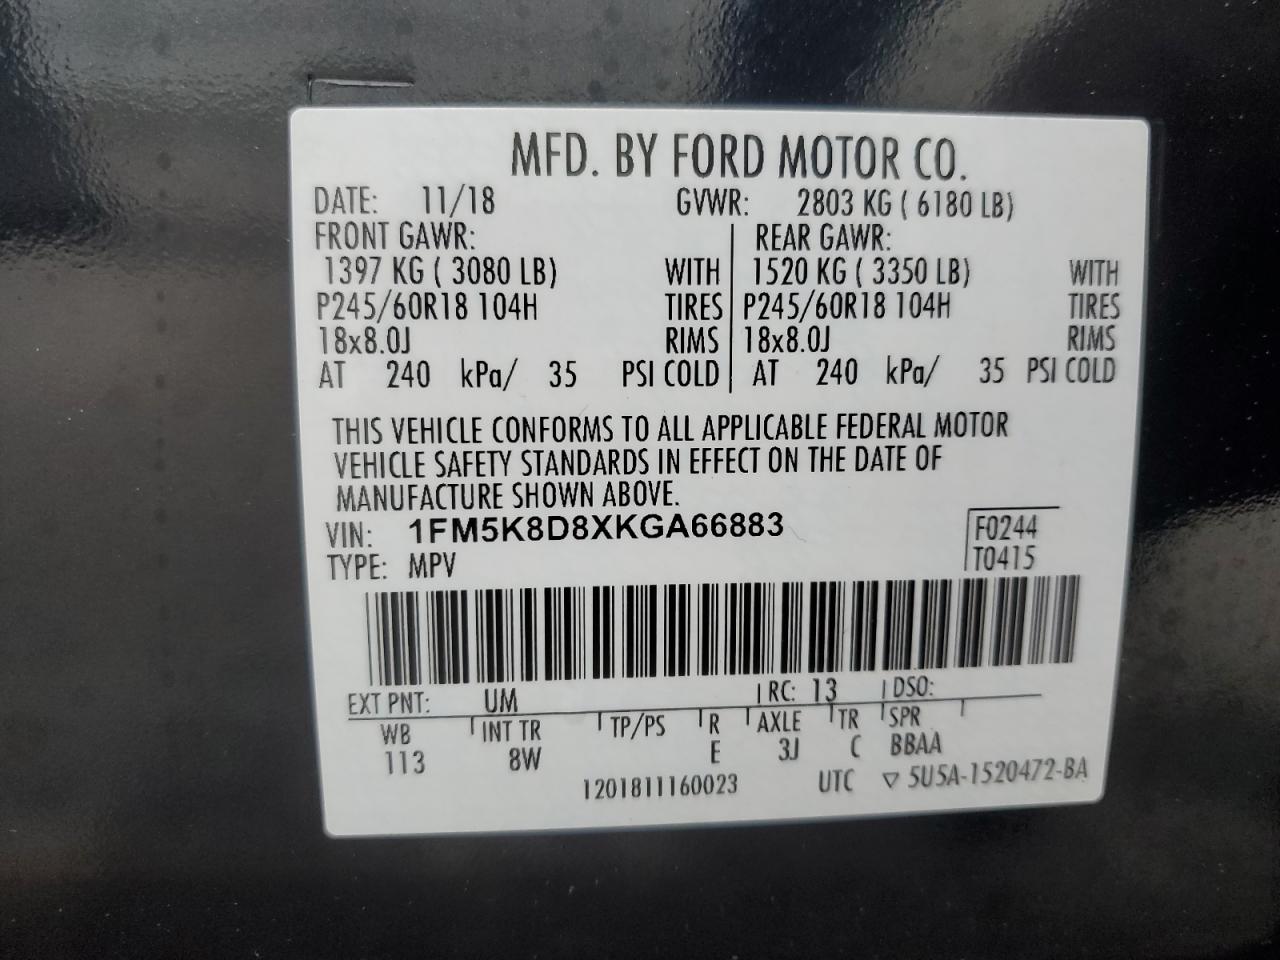 MFD. BY FORD MOTOR CO.
DATE: 11/18 GVWR: 2803 KG ( 6180 LB)
FRONT GAWR: REAR GAWR:
1397 KG ( 3080 LB) WITH 1520 KG ( 3350 LB) WITH
P245/60R18 104H TIRES P245/60R18 104H TIRES
18x8.0J RIMS 18x8.0J RIMS
AT 240 kPa/ 35 PSI COLD AT 240 kPa/ 35 PSI COLD
THIS VEHICLE CONFORMS TO ALL APPLICABLE FEDERAL MOTOR
VEHICLE SAFETY STANDARDS IN EFFECT ON THE DATE OF
MANUFACTURE SHOWN ABOVE.
VIN: 1FM5K8D8XKGA66883 F0244
TYPE: MPV T0415
EXT PNT: UM RC: 13 DSO:
WB INT TR TP/PS R AXLE TR SPR
113 8W E 3J C BBAA
1201811160023 UTC ▽ 5U5A-1520472-BA